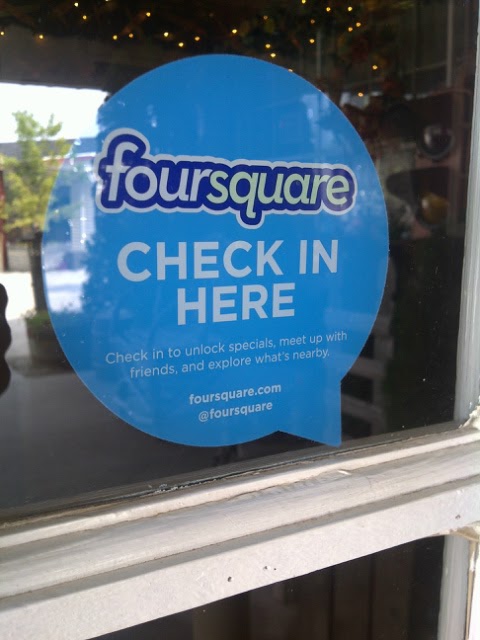 foursquare
CHECK IN
HERE
Check in to unlock specials, meet up with
friends, and explore what's nearby.
foursquare.com
@foursquare